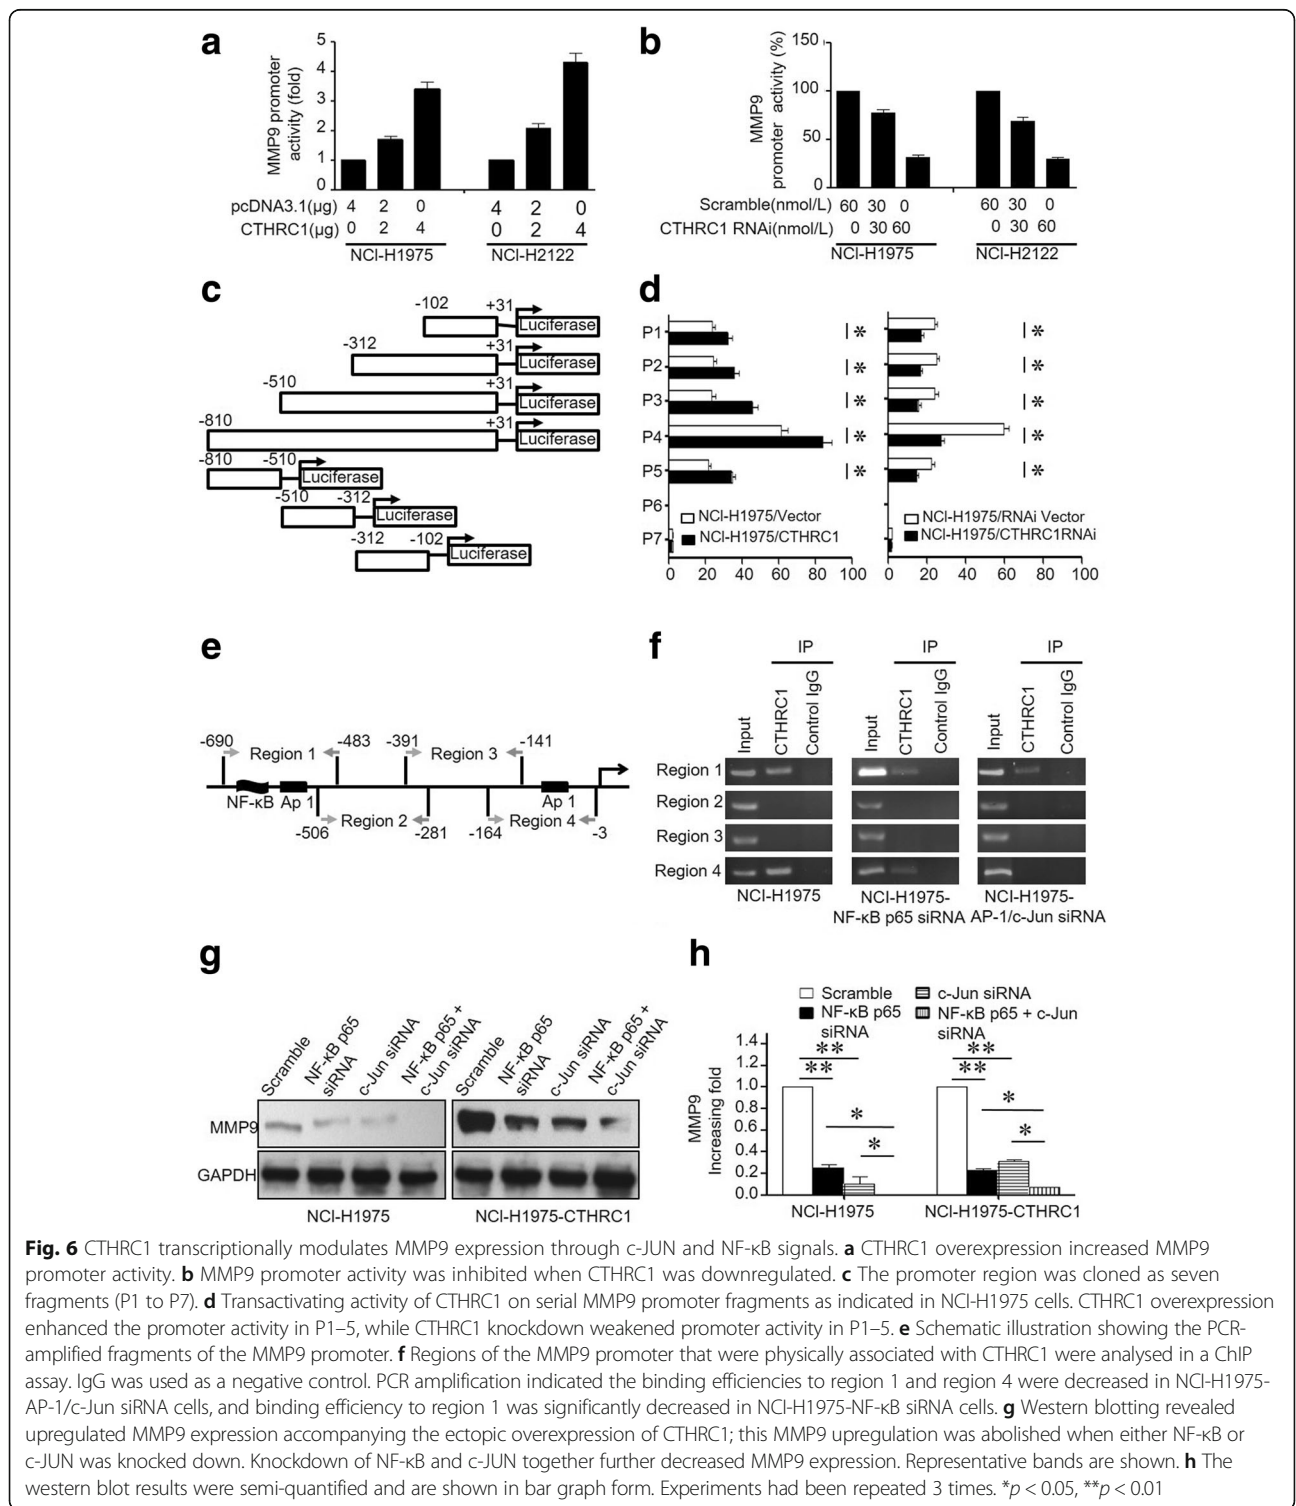 a
MMP9 promoter
activity (fold)
5
4
3
2
1
0
pcDNA3.1(µg) 4 2 0 4 2 0
CTHRC1(µg) 0 2 4 0 2 4
NCI-H1975 NCI-H2122
b
MMP9
promoter activity (%)
150
100
50
0
Scramble(nmol/L) 60 30 0 60 30 0
CTHRC1 RNAi(nmol/L) 0 30 60 0 30 60
NCI-H1975 NCI-H2122
c
-102 +31
Luciferase
-312 +31
Luciferase
-510 +31
Luciferase
-810 +31
Luciferase
-810 -510
Luciferase
-510 -312
Luciferase
-312 -102
Luciferase
d
P1 * *
P2 * *
P3 * *
P4 * *
P5 * *
P6
P7
NCI-H1975/Vector
NCI-H1975/CTHRC1
NCI-H1975/RNAi Vector
NCI-H1975/CTHRC1RNAi
0 20 40 60 80 100 0 20 40 60 80 100
e
-690 Region 1 -483 -391 Region 3 -141
NF-κB Ap 1 Ap 1
-506 Region 2 -281 -164 Region 4 -3
f
IP IP IP
Input CTHRC1 Control IgG Input CTHRC1 Control IgG Input CTHRC1 Control IgG
Region 1
Region 2
Region 3
Region 4
NCI-H1975 NCI-H1975- NCI-H1975-
NF-κB p65 siRNA AP-1/c-Jun siRNA
g
Scramble
NF-κB p65
siRNA
c-Jun siRNA
NF-κB p65 +
c-Jun siRNA
Scramble
NF-κB p65
siRNA
c-Jun siRNA
NF-κB p65 +
c-Jun siRNA
MMP9
GAPDH
NCI-H1975 NCI-H1975-CTHRC1
h
Scramble c-Jun siRNA
NF-κB p65 NF-κB p65 + c-Jun
siRNA siRNA
MMP9
Increasing fold
1.4
1.0
0.8
0.6
0.4
0.2
0.0
** **
** **
* *
* *
NCI-H1975 NCI-H1975-CTHRC1
Fig. 6 CTHRC1 transcriptionally modulates MMP9 expression through c-JUN and NF-κB signals. a CTHRC1 overexpression increased MMP9
promoter activity. b MMP9 promoter activity was inhibited when CTHRC1 was downregulated. c The promoter region was cloned as seven
fragments (P1 to P7). d Transactivating activity of CTHRC1 on serial MMP9 promoter fragments as indicated in NCI-H1975 cells. CTHRC1 overexpression
enhanced the promoter activity in P1–5, while CTHRC1 knockdown weakened promoter activity in P1–5. e Schematic illustration showing the PCR-
amplified fragments of the MMP9 promoter. f Regions of the MMP9 promoter that were physically associated with CTHRC1 were analysed in a ChIP
assay. IgG was used as a negative control. PCR amplification indicated the binding efficiencies to region 1 and region 4 were decreased in NCI-H1975-
AP-1/c-Jun siRNA cells, and binding efficiency to region 1 was significantly decreased in NCI-H1975-NF-κB siRNA cells. g Western blotting revealed
upregulated MMP9 expression accompanying the ectopic overexpression of CTHRC1; this MMP9 upregulation was abolished when either NF-κB or
c-JUN was knocked down. Knockdown of NF-κB and c-JUN together further decreased MMP9 expression. Representative bands are shown. h The
western blot results were semi-quantified and are shown in bar graph form. Experiments had been repeated 3 times. *p < 0.05, **p < 0.01